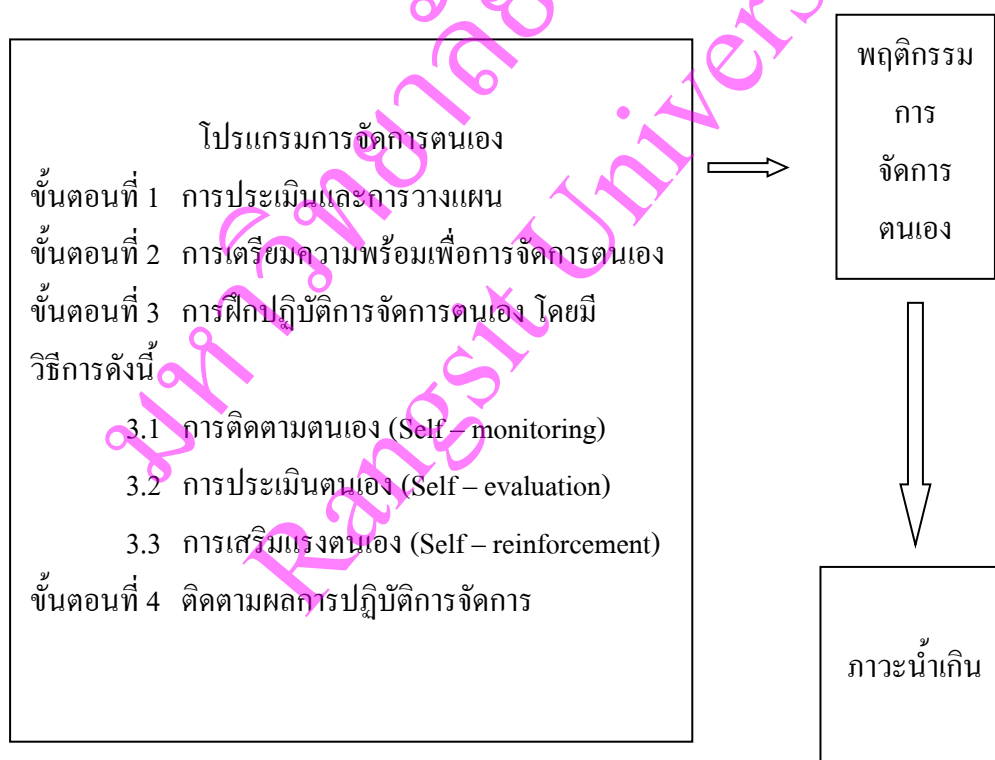 โปรแกรมการจัดการตนเอง
ขั้นตอนที่ 1 การประเมินและการวางแผน
ขั้นตอนที่ 2 การเตรียมความพร้อมเพื่อการจัดการตนเอง
ขั้นตอนที่ 3 การฝึกปฏิบัติการจัดการตนเอง โดยมี
วิธีการดังนี้
3.1 การติดตามตนเอง (Self – monitoring)
3.2 การประเมินตนเอง (Self – evaluation)
3.3 การเสริมแรงตนเอง (Self – reinforcement)
ขั้นตอนที่ 4 ติดตามผลการปฏิบัติการจัดการ
พฤติกรรม
การ
จัดการ
ตนเอง
ภาวะน้ำเกิน
Rangsit Univers